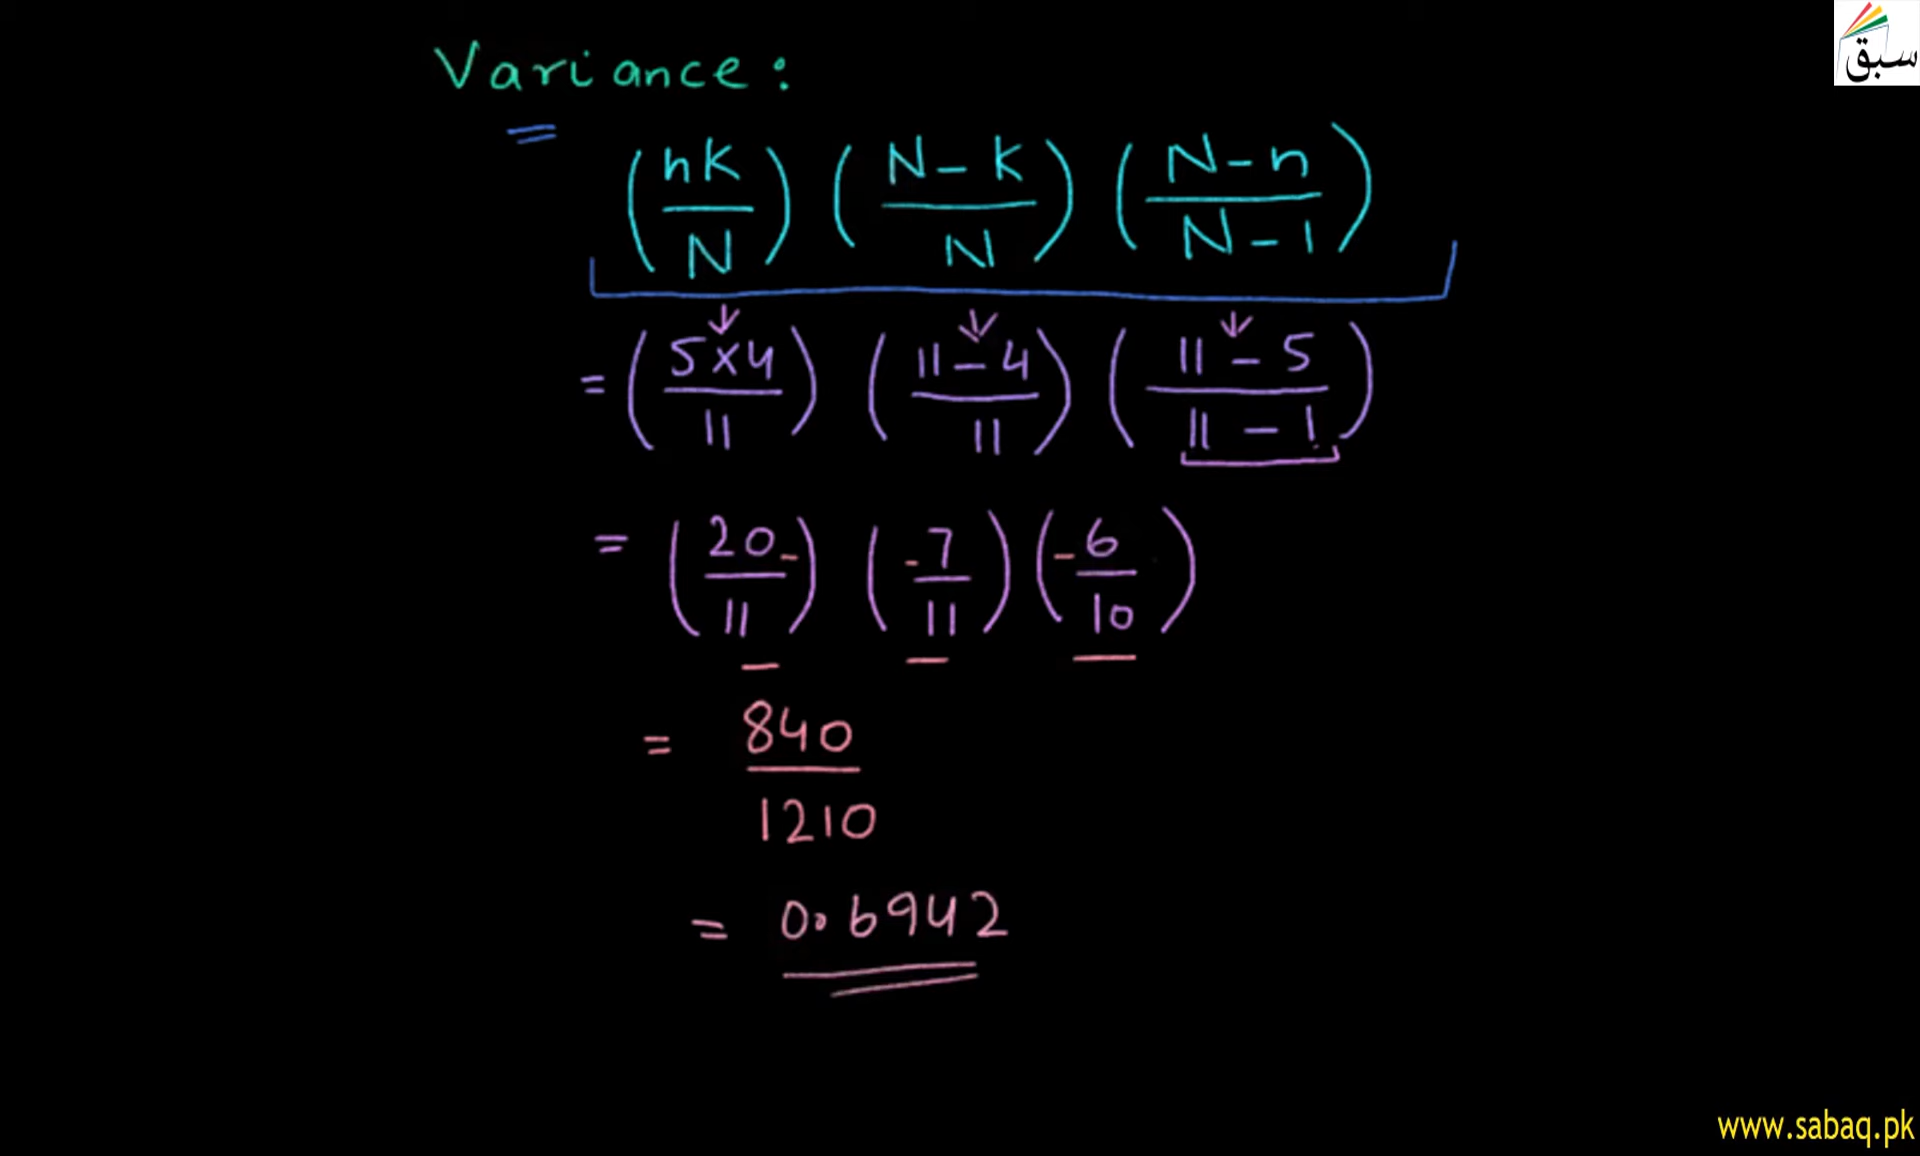 سبق
Variance:
= (nK/N) (N-k/N) (N-n/N-1)
= (5×4/11) (11-4/11) (11-5/11-1)
= (20/11) (7/11) (6/10)
= 840/1210
= 0.6942
www.sabaq.pk